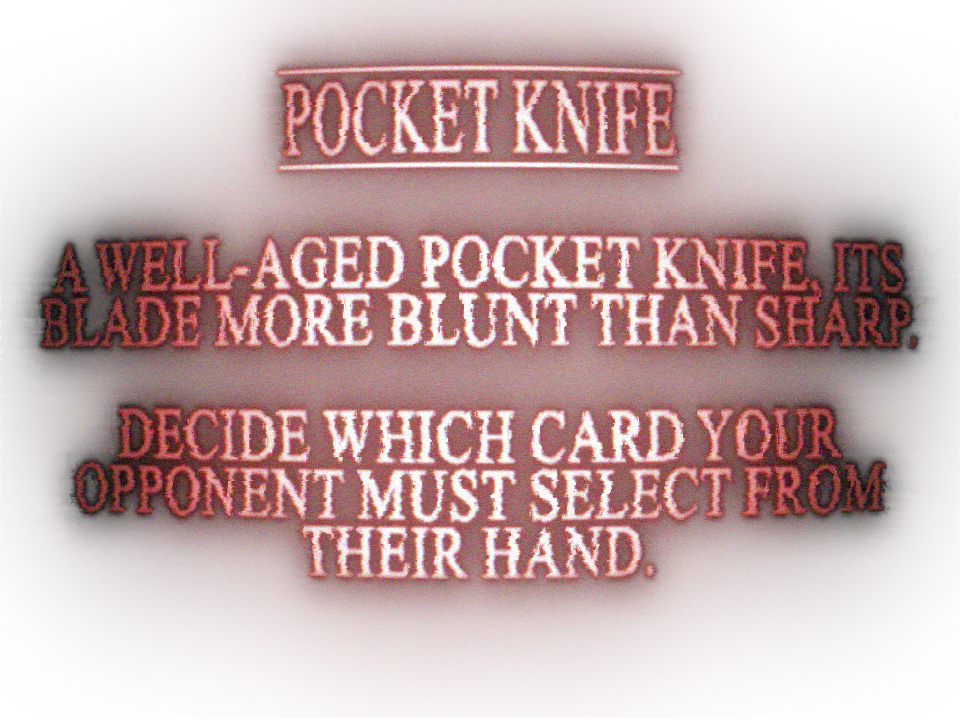 POCKET KNIFE
A WELL-AGED POCKET KNIFE, ITS
BLADE MORE BLUNT THAN SHARP.
DECIDE WHICH CARD YOUR
OPPONENT MUST SELECT FROM
THEIR HAND.